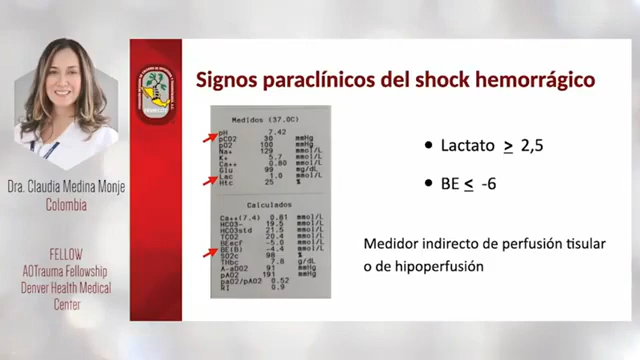 Dra. Claudia Medina Monje
Colombia
FELLOW
AOTrauma Fellowship
Denver Health Medical
Center
Signos paraclínicos del shock hemorrágico
Medidos (37.0C)
pH 7.42
pCO2 30 mmHg
pO2 100 mmHg
Na+ 129 mmol/L
K+ 5.7 mmol/L
Ca++ 0.80 mmol/L
Glu 99 mg/dL
Lac 1.0 mmol/L
Htc 25 %
Calculados
Ca++(7.4) 0.81 mmol/L
HCO3- 19.5 mmol/L
HCO3std 21.5 mmol/L
TCO2 20.4 mmol/L
BEecf -5.0 mmol/L
BE(B) -4.4 mmol/L
SO2c 98 %
THbc 7.8 g/dL
A-aDO2 91 mmHg
pAO2 191 mmHg
paO2/pAO2 0.52
RI 0.9
• Lactato ≥ 2,5
• BE ≤ -6
Medidor indirecto de perfusión tisular
o de hipoperfusión